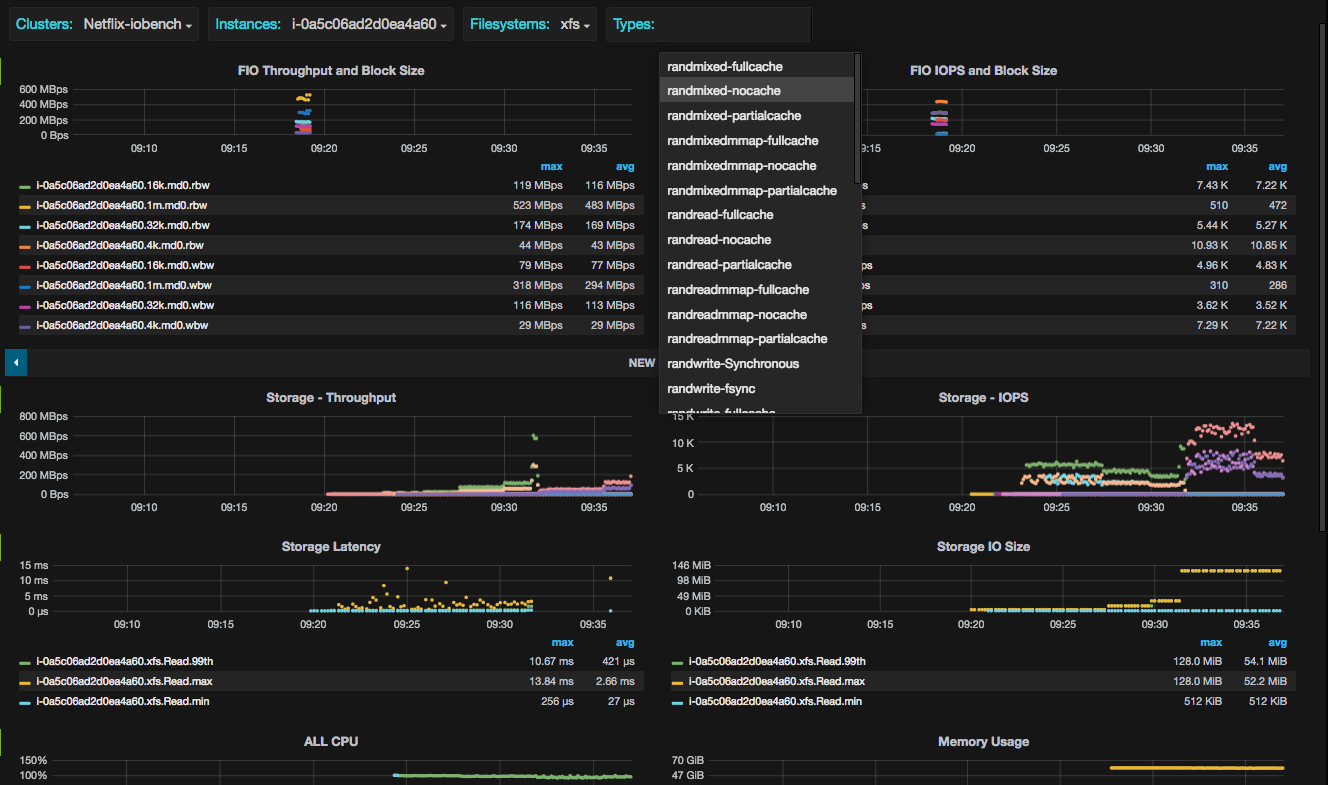 Clusters: Netflix-iobench Instances: i-0a5c06ad2d0ea4a60 Filesystems: xfs Types:
randmixed-fullcache
randmixed-nocache
randmixed-partialcache
randmixedmmap-fullcache
randmixedmmap-nocache
randmixedmmap-partialcache
randread-fullcache
randread-nocache
randread-partialcache
randreadmmap-fullcache
randreadmmap-nocache
randreadmmap-partialcache
randwrite-Synchronous
randwrite-fsync
randwrite-fullcache
FIO Throughput and Block Size
600 MBps
400 MBps
200 MBps
0 Bps
09:10 09:15 09:20 09:25 09:30 09:35
max avg
i-0a5c06ad2d0ea4a60.16k.md0.rbw 119 MBps 116 MBps
i-0a5c06ad2d0ea4a60.1m.md0.rbw 523 MBps 483 MBps
i-0a5c06ad2d0ea4a60.32k.md0.rbw 174 MBps 169 MBps
i-0a5c06ad2d0ea4a60.4k.md0.rbw 44 MBps 43 MBps
i-0a5c06ad2d0ea4a60.16k.md0.wbw 79 MBps 77 MBps
i-0a5c06ad2d0ea4a60.1m.md0.wbw 318 MBps 294 MBps
i-0a5c06ad2d0ea4a60.32k.md0.wbw 116 MBps 113 MBps
i-0a5c06ad2d0ea4a60.4k.md0.wbw 29 MBps 29 MBps
FIO IOPS and Block Size
:15 09:20 09:25 09:30 09:35
max avg
s 7.43 K 7.22 K
510 472
s 5.44 K 5.27 K
10.93 K 10.85 K
ps 4.96 K 4.83 K
s 310 286
ps 3.62 K 3.52 K
s 7.29 K 7.22 K
NEW
Storage - Throughput
800 MBps
600 MBps
400 MBps
200 MBps
0 Bps
09:10 09:15 09:20 09:25 09:30 09:35
Storage - IOPS
15 K
10 K
5 K
0
09:10 09:15 09:20 09:25 09:30 09:35
Storage Latency
15 ms
10 ms
5 ms
0 µs
09:10 09:15 09:20 09:25 09:30 09:35
max avg
i-0a5c06ad2d0ea4a60.xfs.Read.99th 10.67 ms 421 µs
i-0a5c06ad2d0ea4a60.xfs.Read.max 13.84 ms 2.66 ms
i-0a5c06ad2d0ea4a60.xfs.Read.min 256 µs 27 µs
Storage IO Size
146 MiB
98 MiB
49 MiB
0 KiB
09:10 09:15 09:20 09:25 09:30 09:35
max avg
i-0a5c06ad2d0ea4a60.xfs.Read.99th 128.0 MiB 54.1 MiB
i-0a5c06ad2d0ea4a60.xfs.Read.max 128.0 MiB 52.2 MiB
i-0a5c06ad2d0ea4a60.xfs.Read.min 512 KiB 512 KiB
ALL CPU
150%
100%
Memory Usage
70 GiB
47 GiB